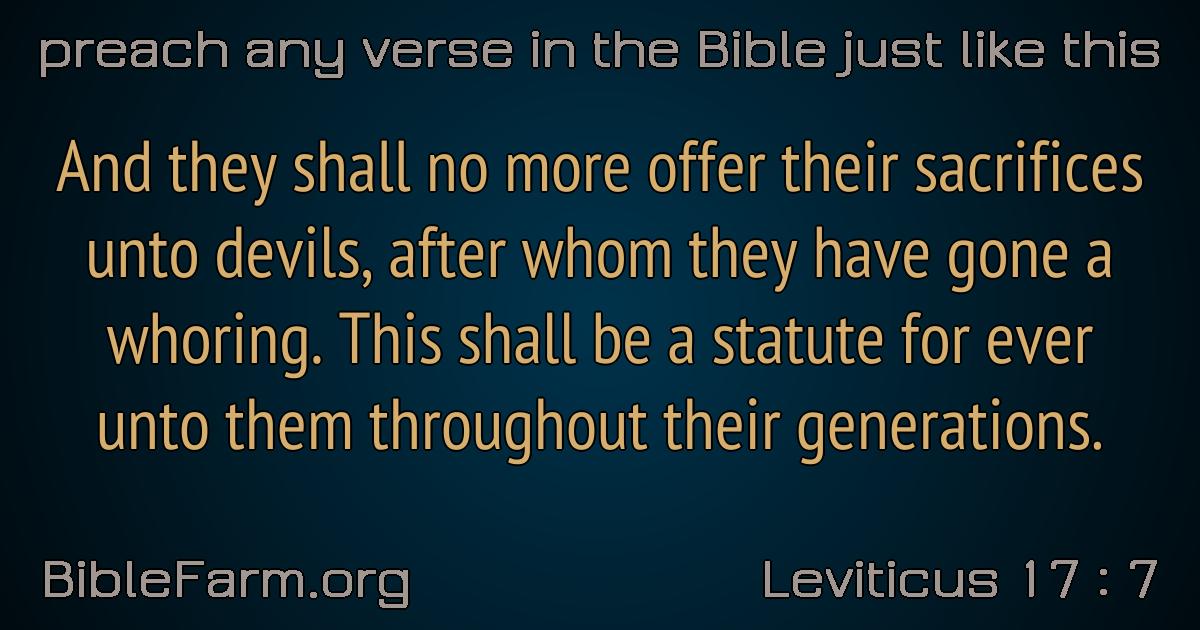 preach any verse in the Bible just like this
And they shall no more offer their sacrifices
unto devils, after whom they have gone a
whoring. This shall be a statute for ever
unto them throughout their generations.
BibleFarm.org
Leviticus 17 : 7